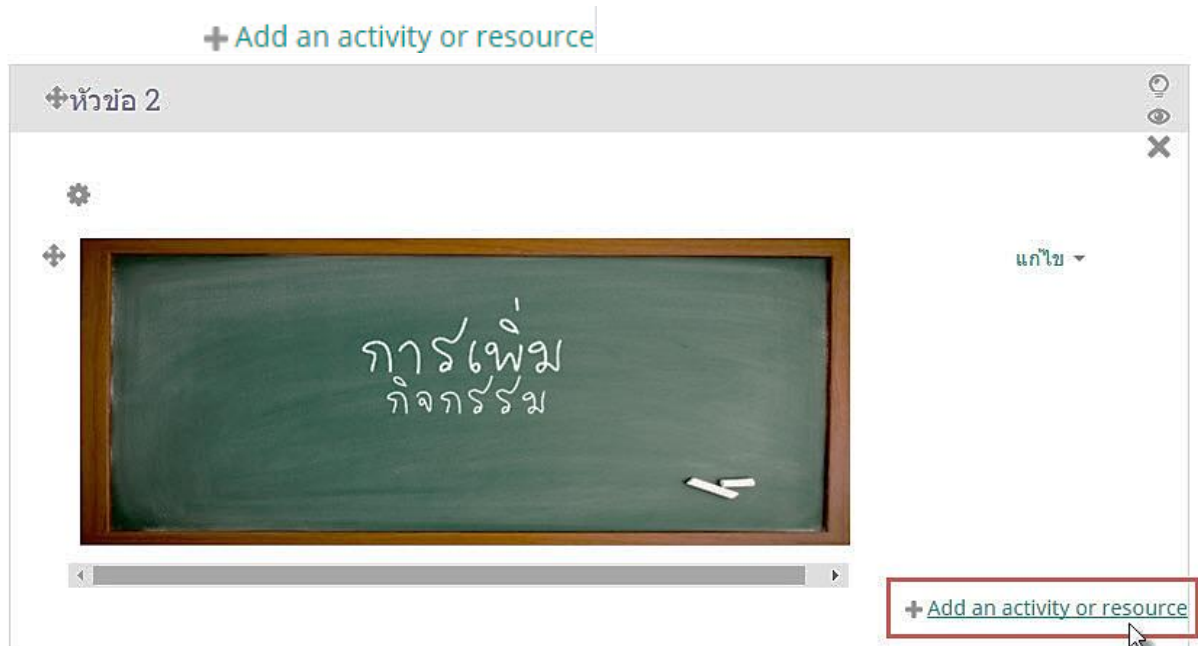 Add an activity or resource
หัวข้อ 2
แก้ไข
การเพิ่ม
กิจกรรม
Add an activity or resource